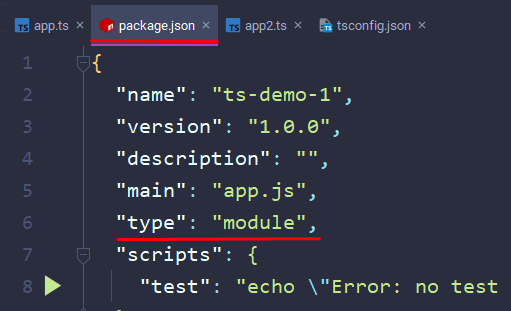 app.ts × package.json × app2.ts × tsconfig.json ×
1 {
2 "name": "ts-demo-1",
3 "version": "1.0.0",
4 "description": "",
5 "main": "app.js",
6 "type": "module",
7 "scripts": {
8 "test": "echo \"Error: no test